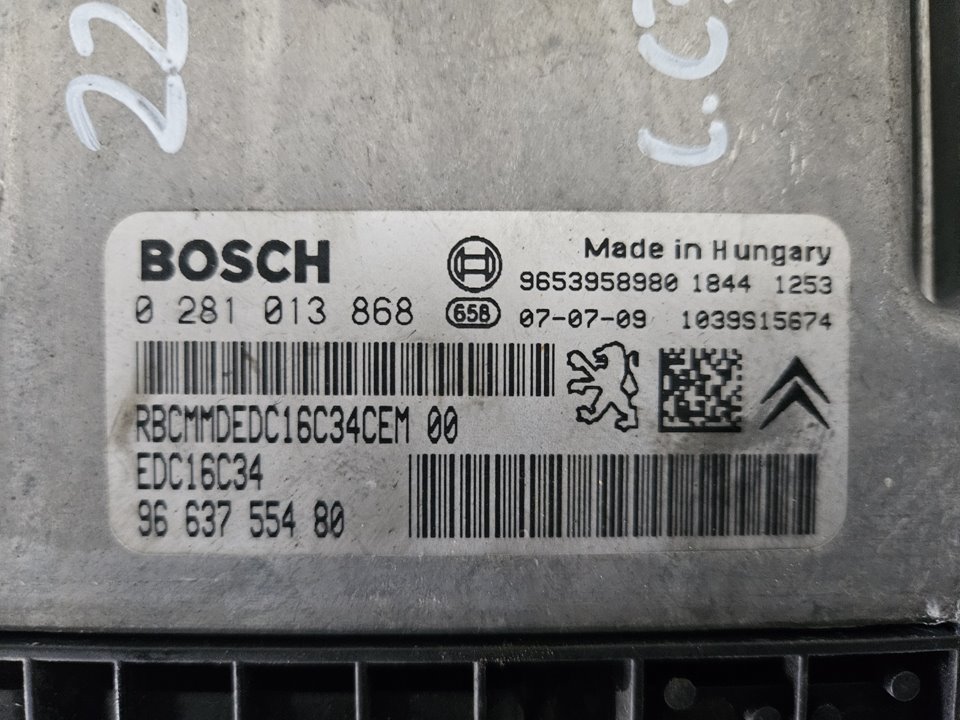 22
BOSCH
0 281 013 868
658
Made in Hungary
9653958980 1844 1253
07-07-09 1039S15674
RBCMMDEDC16C34CEM 00
EDC16C34
96 637 554 80